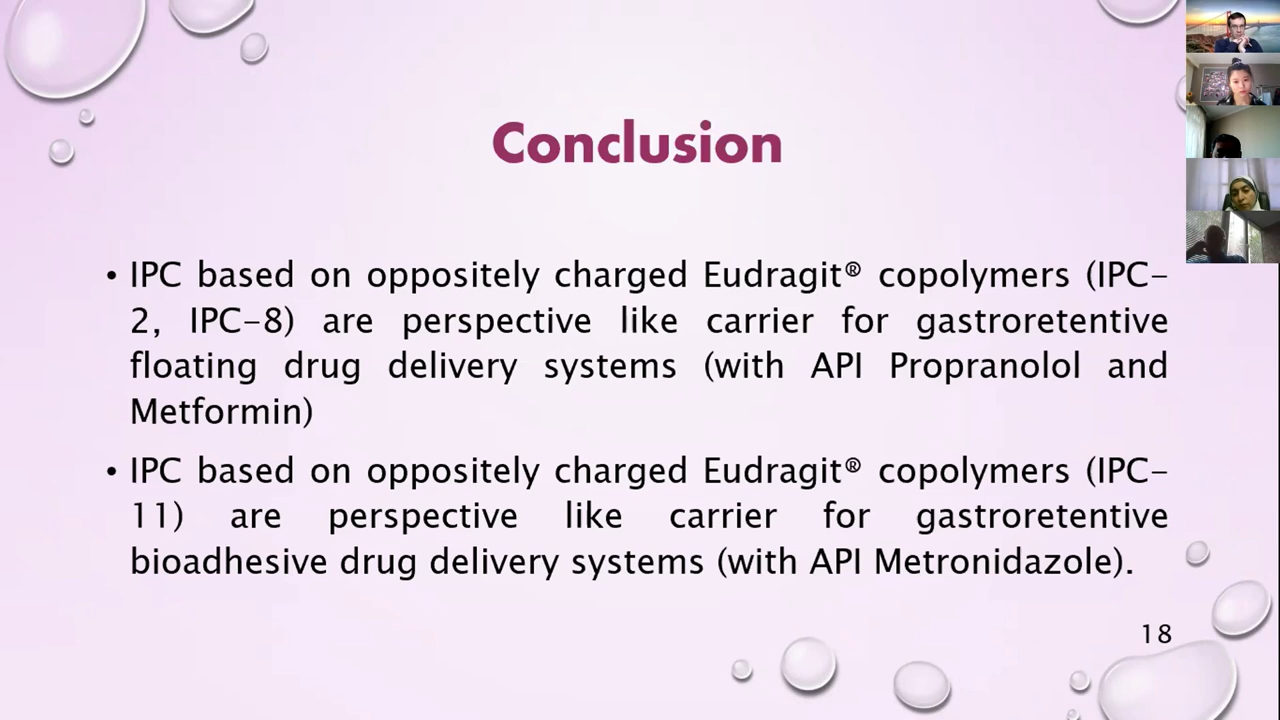 Conclusion
• IPC based on oppositely charged Eudragit® copolymers (IPC-
2, IPC-8) are perspective like carrier for gastroretentive
floating drug delivery systems (with API Propranolol and
Metformin)
• IPC based on oppositely charged Eudragit® copolymers (IPC-
11) are perspective like carrier for gastroretentive
bioadhesive drug delivery systems (with API Metronidazole).
18